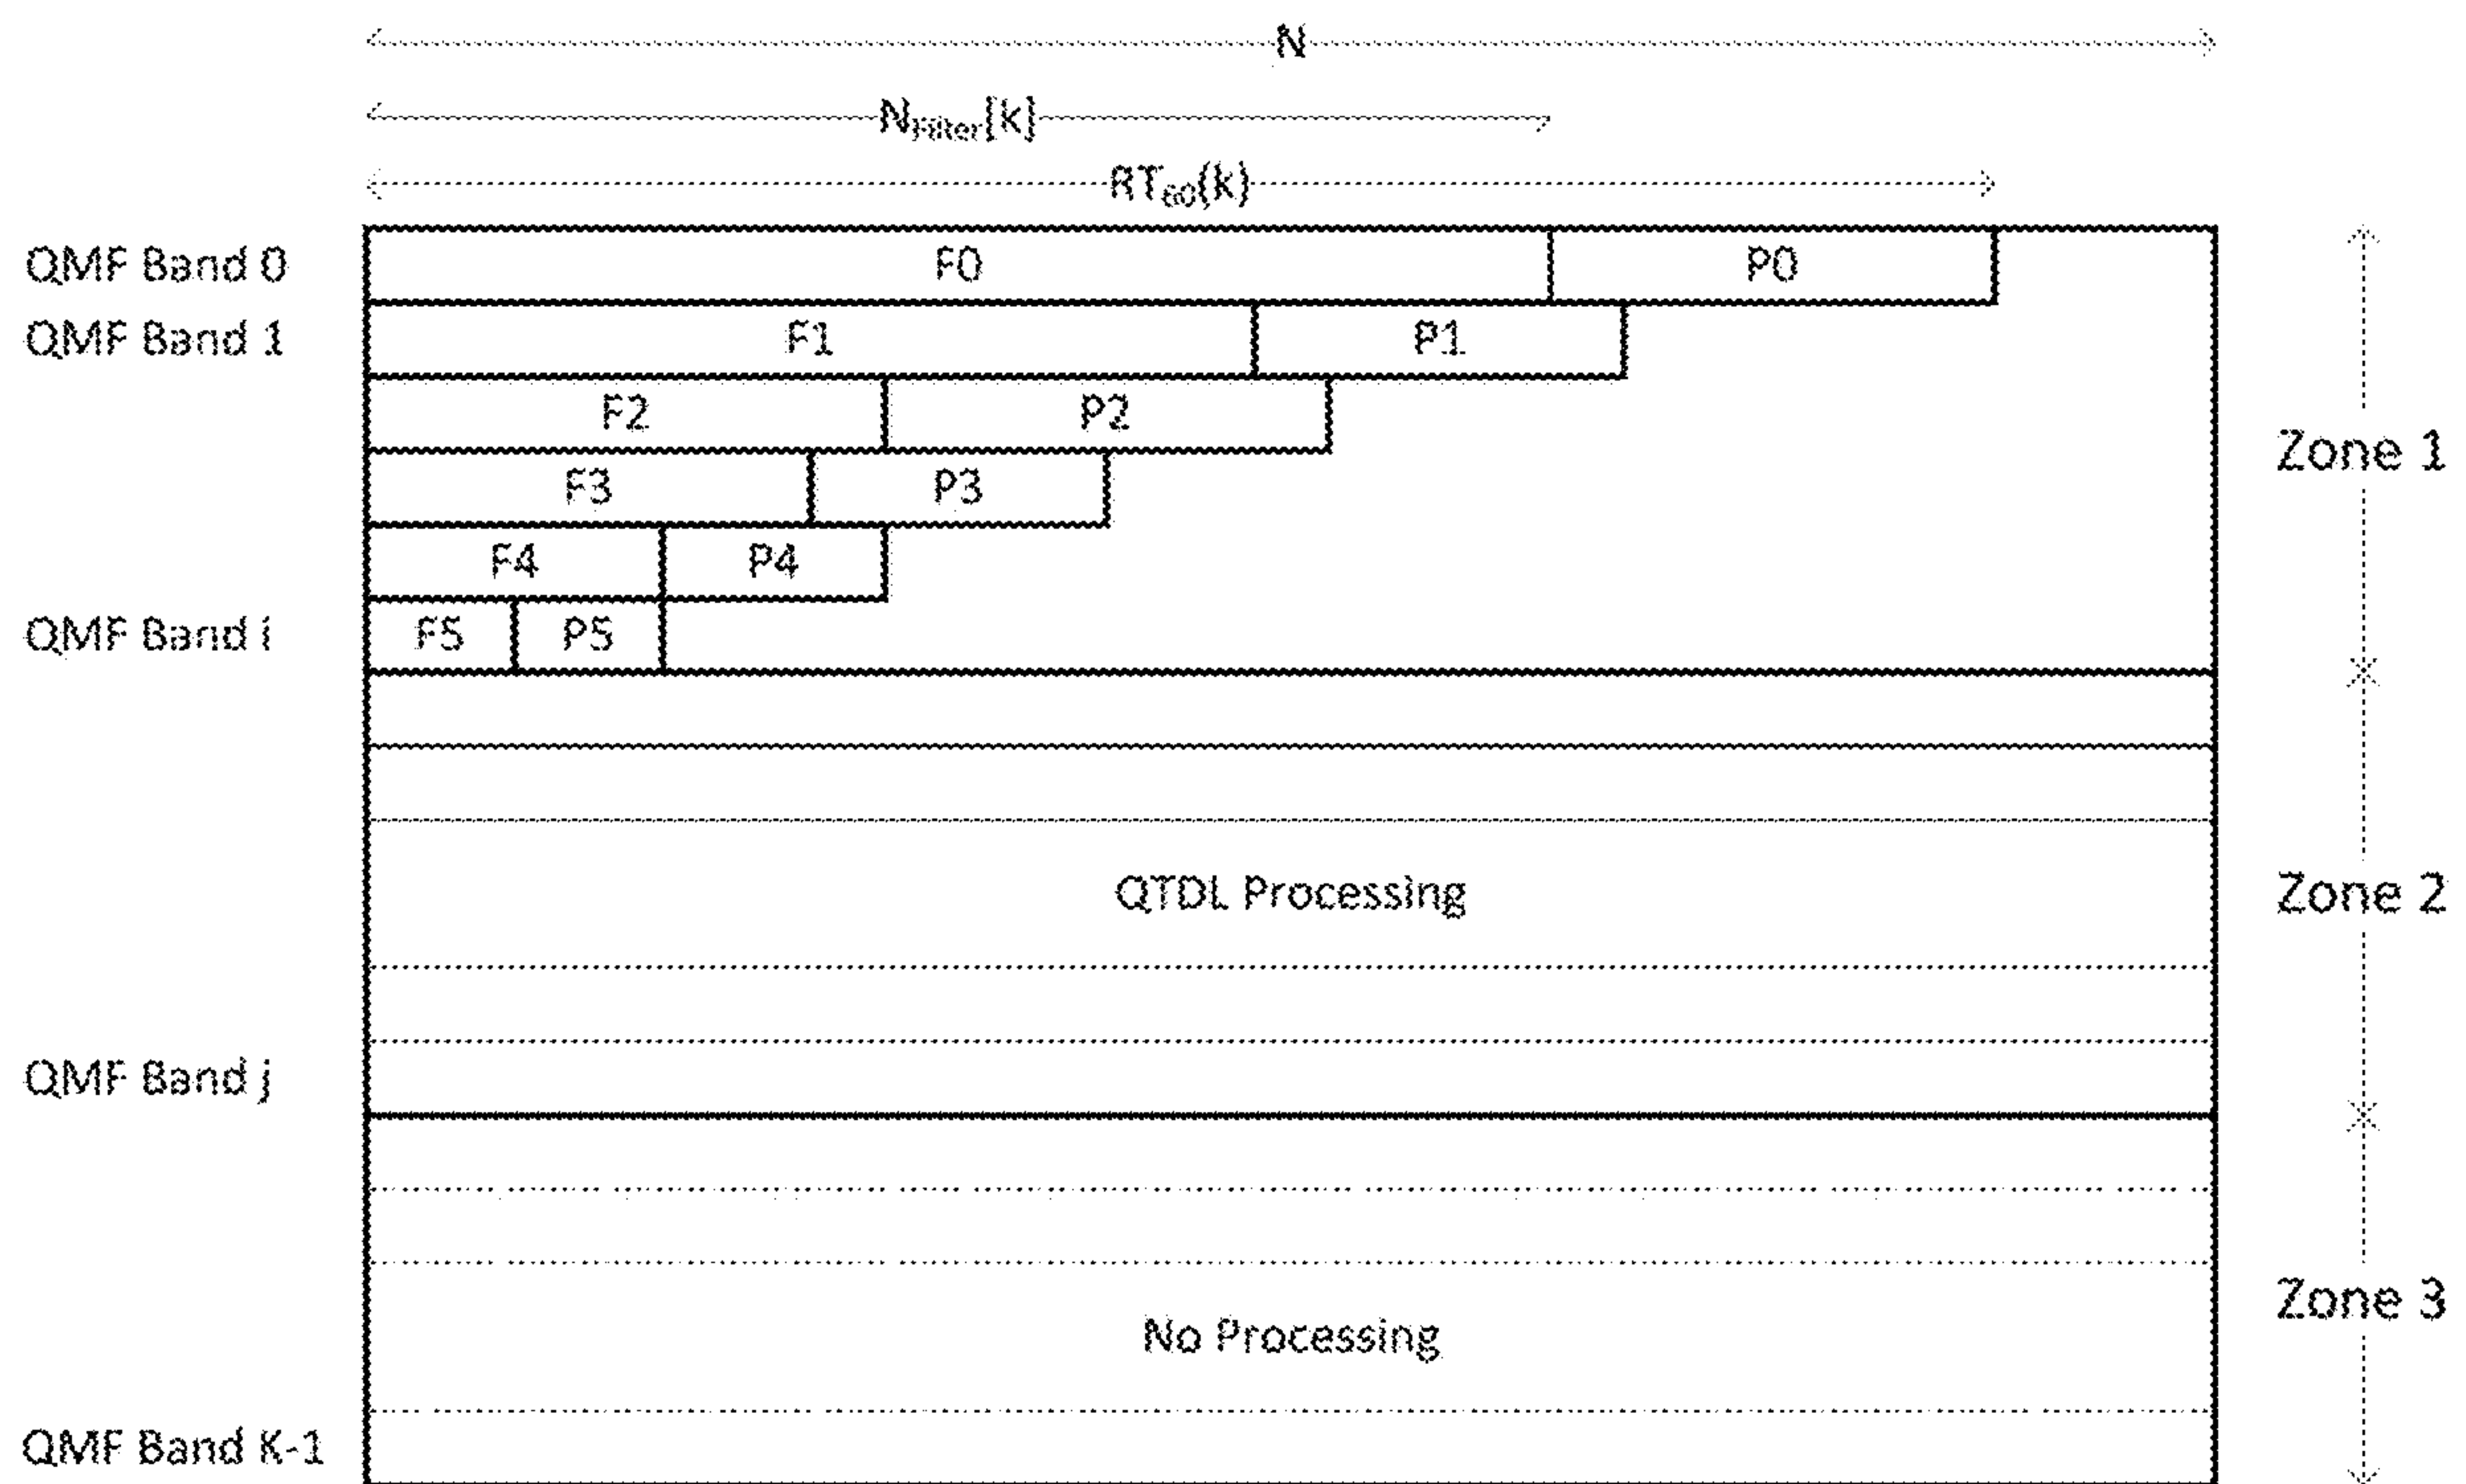 N
N_Filter[k]
RT_60(k)
QMF Band 0 F0 P0
QMF Band 1 F1 P1
F2 P2
Zone 1
F3 P3
F4 P4
QMF Band i F5 P5
QTDL Processing Zone 2
QMF Band j
Zone 3
No Processing
QMF Band K-1